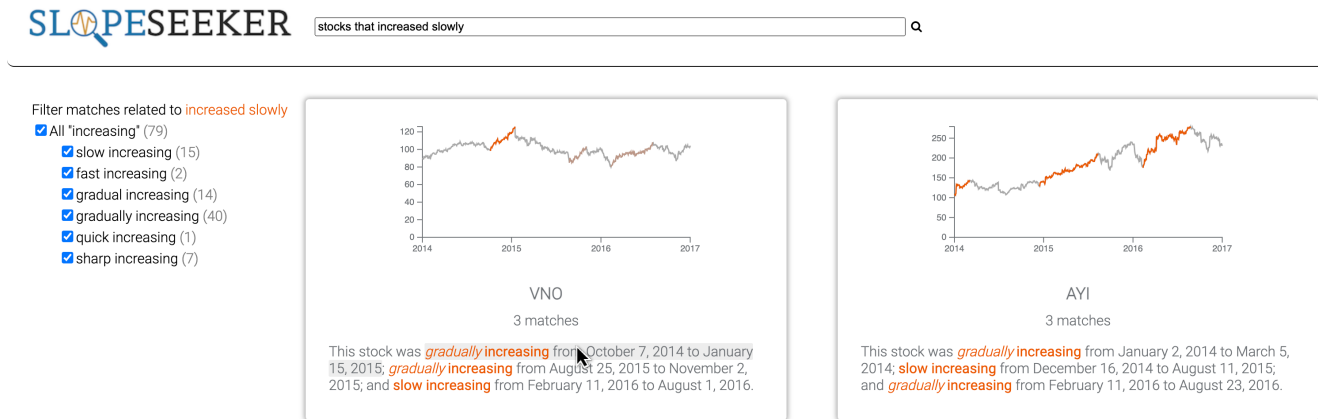 SLOPESEEKER
stocks that increased slowly
Filter matches related to increased slowly
All "increasing" (79)
slow increasing (15)
fast increasing (2)
gradual increasing (14)
gradually increasing (40)
quick increasing (1)
sharp increasing (7)
120
100
80
60
40
20
0
2014 2015 2016 2017
VNO
3 matches
This stock was gradually increasing from October 7, 2014 to January
15, 2015; gradually increasing from August 25, 2015 to November 2,
2015; and slow increasing from February 11, 2016 to August 1, 2016.
250
200
150
100
50
0
2014 2015 2016 2017
AYI
3 matches
This stock was gradually increasing from January 2, 2014 to March 5,
2014; slow increasing from December 16, 2014 to August 11, 2015;
and gradually increasing from February 11, 2016 to August 23, 2016.